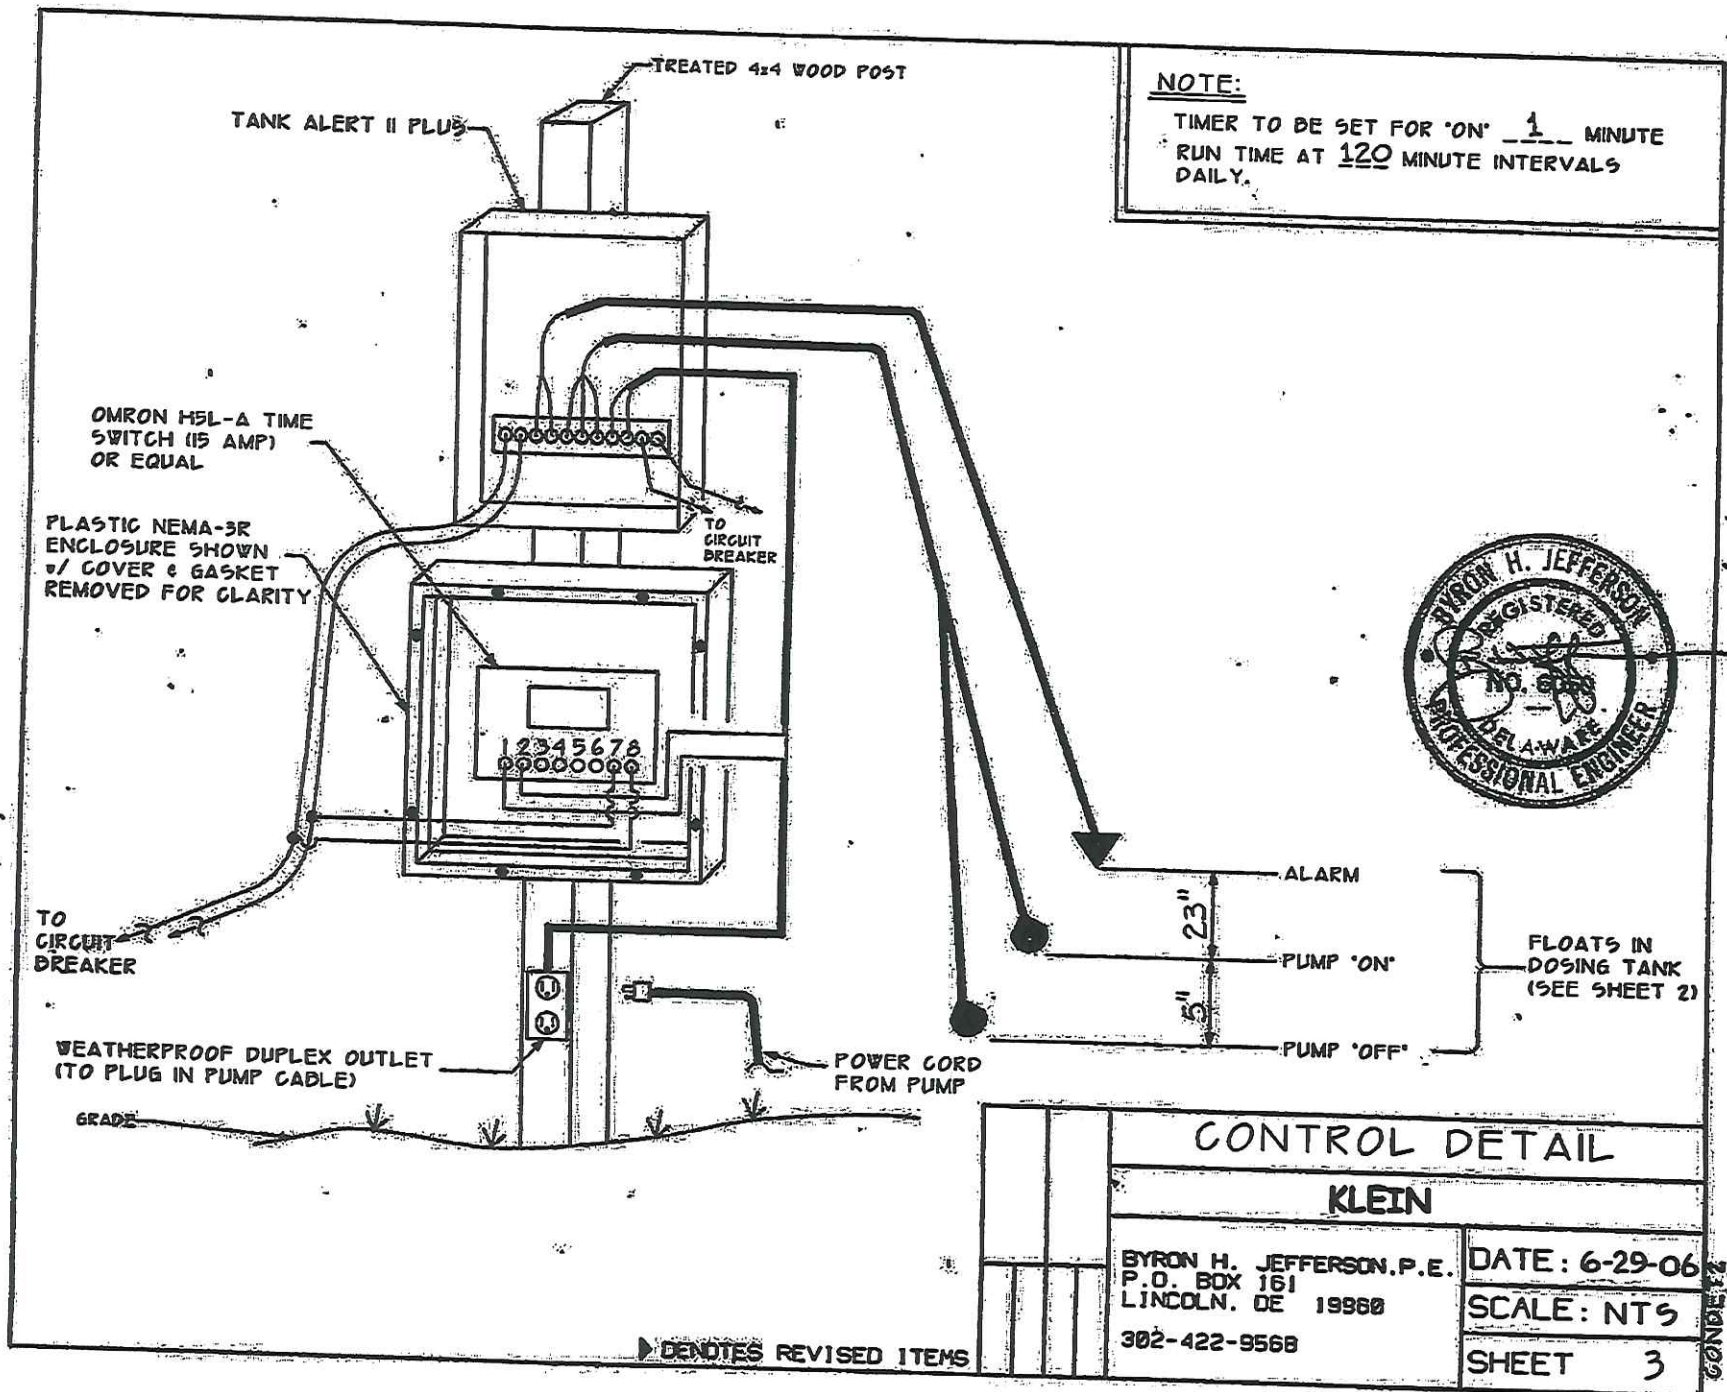 TREATED 4x4 WOOD POST
TANK ALERT II PLUS
NOTE:
TIMER TO BE SET FOR "ON" 1 MINUTE
RUN TIME AT 120 MINUTE INTERVALS
DAILY.
OMRON H5L-A TIME
SWITCH (15 AMP)
OR EQUAL
PLASTIC NEMA-3R
ENCLOSURE SHOWN
w/ COVER & GASKET
REMOVED FOR CLARITY
TO
CIRCUIT
BREAKER
12345678
BYRON H. JEFFERSON
REGISTERED
NO.
DELAWARE
PROFESSIONAL ENGINEER
TO
CIRCUIT
BREAKER
ALARM
23"
PUMP "ON"
5"
PUMP "OFF"
FLOATS IN
DOSING TANK
(SEE SHEET 2)
WEATHERPROOF DUPLEX OUTLET
(TO PLUG IN PUMP CABLE)
POWER CORD
FROM PUMP
GRADE
CONTROL DETAIL
KLEIN
BYRON H. JEFFERSON.P.E.
P.O. BOX 161
LINCOLN. DE 19960
302-422-9568
DATE: 6-29-06
SCALE: NTS
SHEET 3
DENOTES REVISED ITEMS